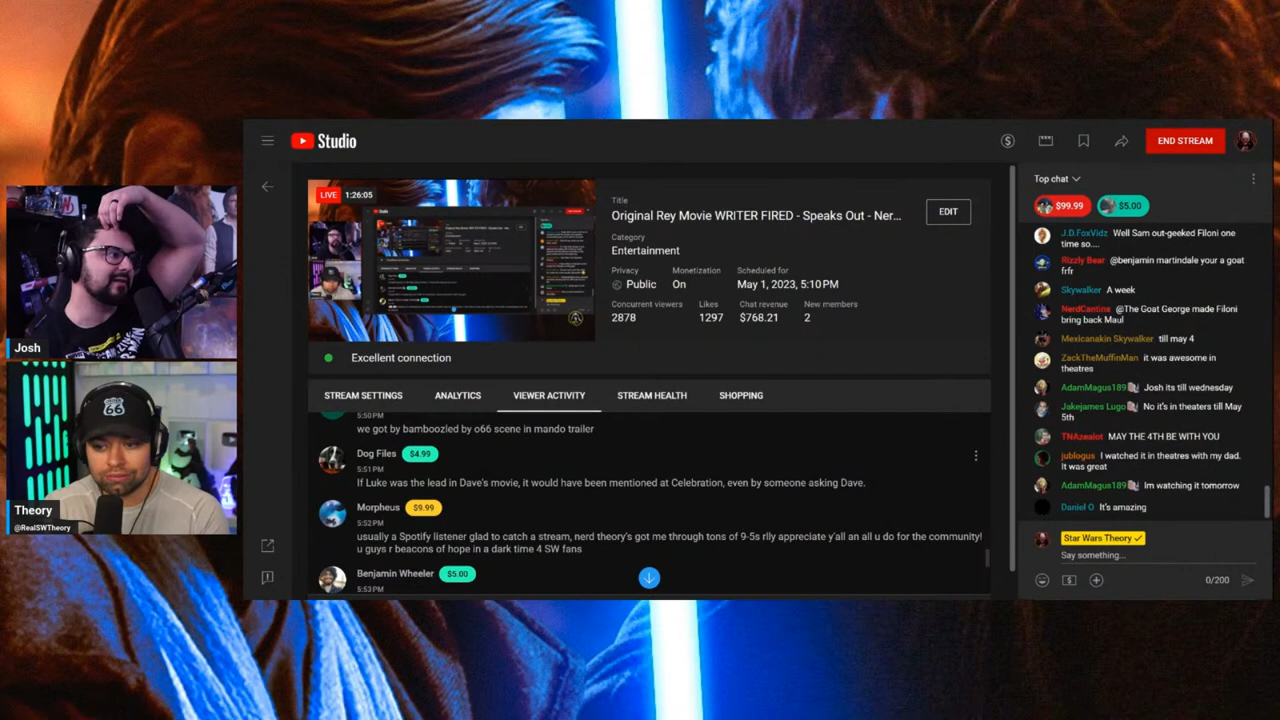 Studio
END STREAM
Top chat
LIVE 1:26:05
Title
Original Rey Movie WRITER FIRED - Speaks Out - Ner...
EDIT
Category
Entertainment
Privacy Monetization Scheduled for
Public On May 1, 2023, 5:10 PM
Concurrent viewers Likes Chat revenue New members
2878 1297 $768.21 2
Excellent connection
STREAM SETTINGS ANALYTICS VIEWER ACTIVITY STREAM HEALTH SHOPPING
5:50 PM
we got by bamboozled by o66 scene in mando trailer
Dog Files $4.99
5:51 PM
If Luke was the lead in Dave's movie, it would have been mentioned at Celebration, even by someone asking Dave.
Morpheus $9.99
5:52 PM
usually a Spotify listener glad to catch a stream, nerd theory's got me through tons of 9-5s rlly appreciate y'all an all u do for the community!
u guys r beacons of hope in a dark time 4 SW fans
Benjamin Wheeler $5.00
5:53 PM
$99.99 $5.00
J.D.FoxVidz Well Sam out-geeked Filoni one
time so....
Rizzly Bear @benjamin martindale your a goat
frfr
Skywalker A week
NerdCantina @The Goat George made Filoni
bring back Maul
Mexicanakin Skywalker till may 4
ZackTheMuffinMan it was awesome in
theatres
AdamMagus189 Josh its till wednesday
Jakejames Lugo No it's in theaters till May
5th
TNAzealot MAY THE 4TH BE WITH YOU
jublogus I watched it in theatres with my dad.
It was great
AdamMagus189 Im watching it tomorrow
Daniel O It's amazing
Star Wars Theory
Say something...
0/200
Josh
66
Theory
@RealSWTheory